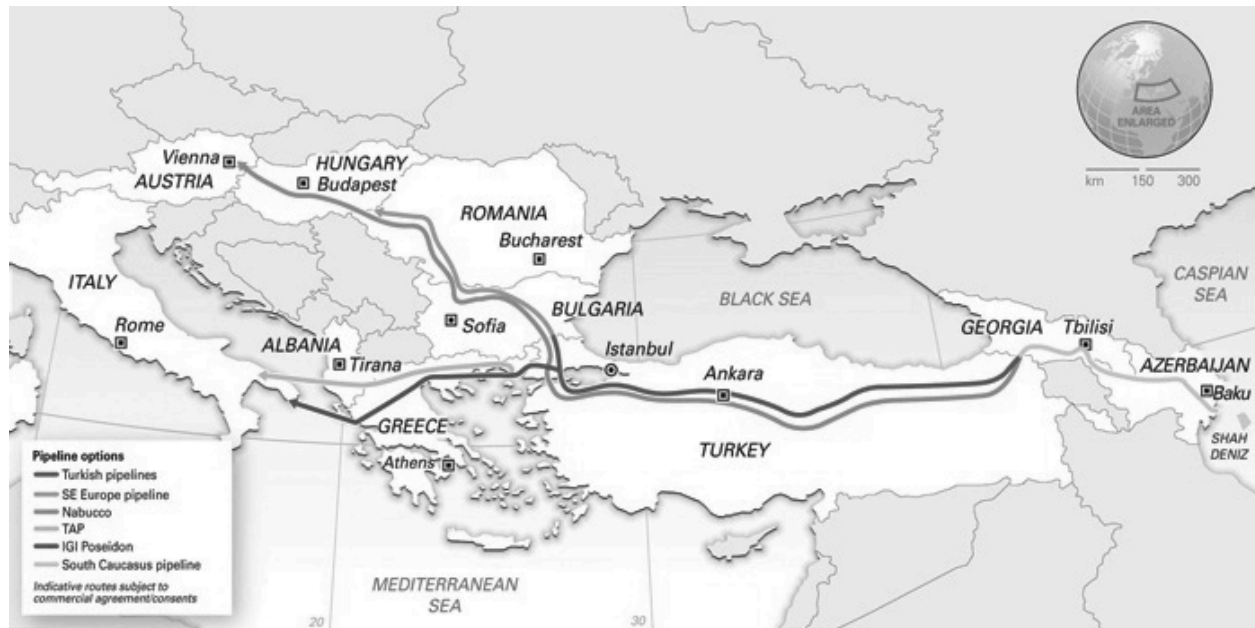 AREA
ENLARGED
km 150 300
Vienna
AUSTRIA
HUNGARY
Budapest
ROMANIA
Bucharest
ITALY
Rome
ALBANIA
Tirana
BULGARIA
Sofia
BLACK SEA
CASPIAN
SEA
GEORGIA
Tbilisi
AZERBAIJAN
Baku
SHAH
DENIZ
Istanbul
Ankara
TURKEY
GREECE
Athens
MEDITERRANEAN
SEA
20
30
Pipeline options
Turkish pipelines
SE Europe pipeline
Nabucco
TAP
IGI Poseidon
South Caucasus pipeline
Indicative routes subject to
commercial agreement/consents